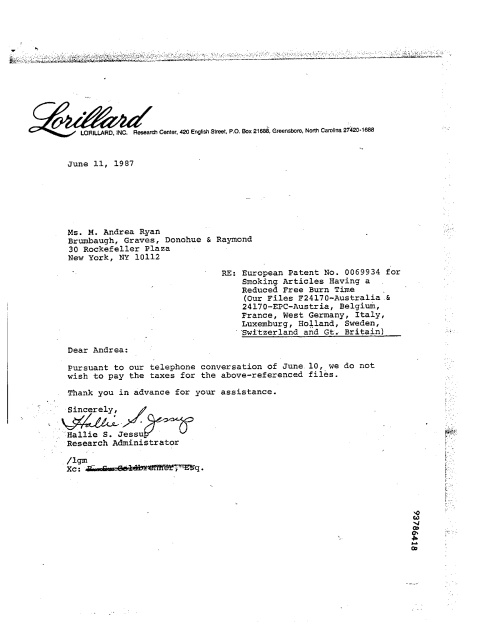 Lorillard
LORILLARD, INC. Research Center, 420 English Street, P.O. Box 21688, Greensboro, North Carolina 27420-1688
June 11, 1987
Ms. M. Andrea Ryan
Brumbaugh, Graves, Donohue & Raymond
30 Rockefeller Plaza
New York, NY 10112
RE: European Patent No. 0069934 for
Smoking Articles Having a
Reduced Free Burn Time
(Our Files F24170-Australia &
24170-EPC-Austria, Belgium,
France, West Germany, Italy,
Luxemburg, Holland, Sweden,
Switzerland and Gt. Britain)
Dear Andrea:
Pursuant to our telephone conversation of June 10, we do not
wish to pay the taxes for the above-referenced files.
Thank you in advance for your assistance.
Sincerely,
Hallie S. Jessup
Hallie S. Jessup
Research Administrator
/lgm
Xc: Esq.
93786418